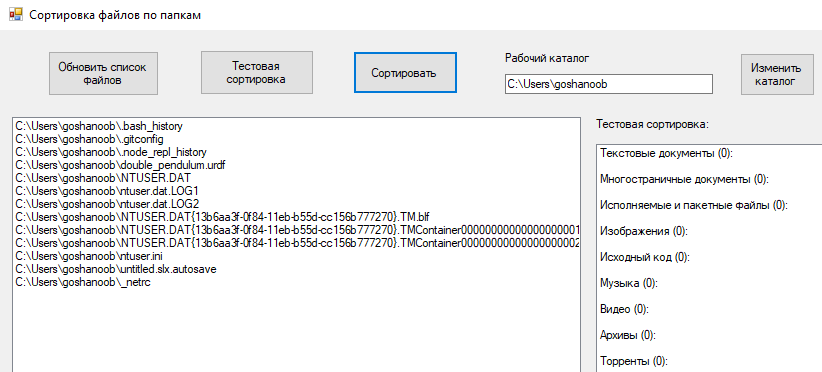 Сортировка файлов по папкам
Обновить список
файлов
Тестовая
сортировка
Сортировать
Рабочий каталог
C:\Users\goshanoob
Изменить
каталог
C:\Users\goshanoob\.bash_history
C:\Users\goshanoob\.gitconfig
C:\Users\goshanoob\.node_repl_history
C:\Users\goshanoob\double_pendulum.urdf
C:\Users\goshanoob\NTUSER.DAT
C:\Users\goshanoob\ntuser.dat.LOG1
C:\Users\goshanoob\ntuser.dat.LOG2
C:\Users\goshanoob\NTUSER.DAT{13b6aa3f-0f84-11eb-b55d-cc156b777270}.TM.blf
C:\Users\goshanoob\NTUSER.DAT{13b6aa3f-0f84-11eb-b55d-cc156b777270}.TMContainer00000000000000000001
C:\Users\goshanoob\NTUSER.DAT{13b6aa3f-0f84-11eb-b55d-cc156b777270}.TMContainer00000000000000000002
C:\Users\goshanoob\ntuser.ini
C:\Users\goshanoob\untitled.slx.autosave
C:\Users\goshanoob\_netrc
Тестовая сортировка:
Текстовые документы (0):
Многостраничные документы (0):
Исполняемые и пакетные файлы (0):
Изображения (0):
Исходный код (0):
Музыка (0):
Видео (0):
Архивы (0):
Торренты (0):